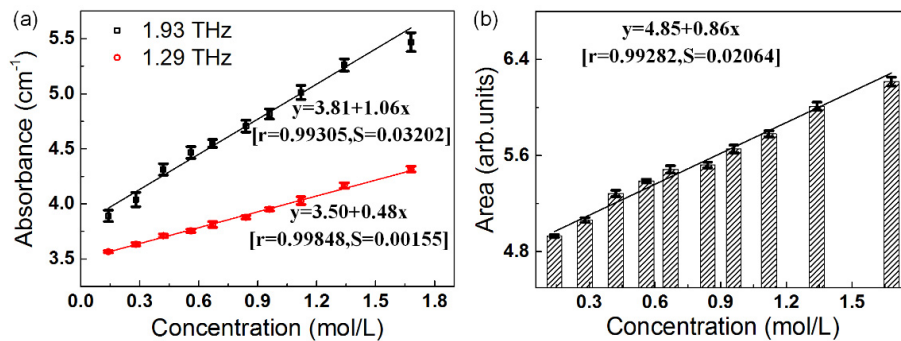 (a)
1.93 THz
1.29 THz
y=3.81+1.06x
[r=0.99305,S=0.03202]
y=3.50+0.48x
[r=0.99848,S=0.00155]
Absorbance (cm⁻¹)
5.5
5.0
4.5
4.0
3.5
0.0 0.3 0.6 0.9 1.2 1.5 1.8
Concentration (mol/L)
(b)
y=4.85+0.86x
[r=0.99282,S=0.02064]
Area (arb.units)
6.4
5.6
4.8
0.3 0.6 0.9 1.2 1.5
Concentration (mol/L)